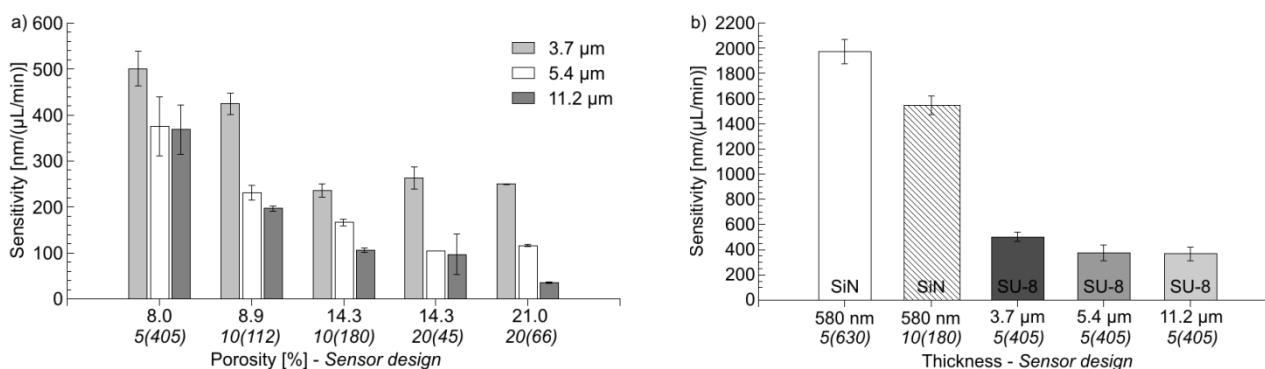 a)
Sensitivity [nm/(µL/min)]
600
500
400
300
200
100
0
3.7 µm
5.4 µm
11.2 µm
8.0 8.9 14.3 14.3 21.0
5(405) 10(112) 10(180) 20(45) 20(66)
Porosity [%] - Sensor design
b)
Sensitivity [nm/(µL/min)]
2200
2000
1800
1600
1400
1200
1000
800
600
400
200
0
SiN SiN SU-8 SU-8 SU-8
580 nm 580 nm 3.7 µm 5.4 µm 11.2 µm
5(630) 10(180) 5(405) 5(405) 5(405)
Thickness - Sensor design